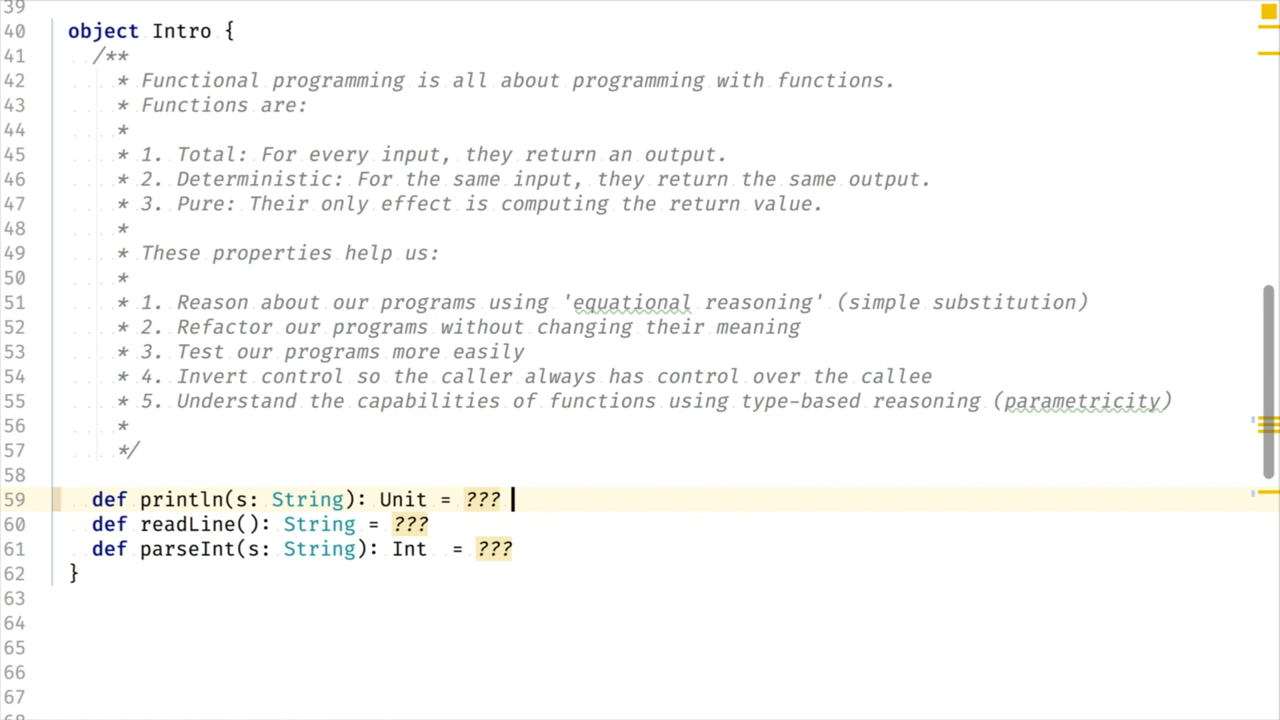 39
40 object Intro {
41 /**
42 * Functional programming is all about programming with functions.
43 * Functions are:
44 *
45 * 1. Total: For every input, they return an output.
46 * 2. Deterministic: For the same input, they return the same output.
47 * 3. Pure: Their only effect is computing the return value.
48 *
49 * These properties help us:
50 *
51 * 1. Reason about our programs using 'equational reasoning' (simple substitution)
52 * 2. Refactor our programs without changing their meaning
53 * 3. Test our programs more easily
54 * 4. Invert control so the caller always has control over the callee
55 * 5. Understand the capabilities of functions using type-based reasoning (parametricity)
56 *
57 */
58
59 def println(s: String): Unit = ???
60 def readLine(): String = ???
61 def parseInt(s: String): Int = ???
62 }
63
64
65
66
67
68